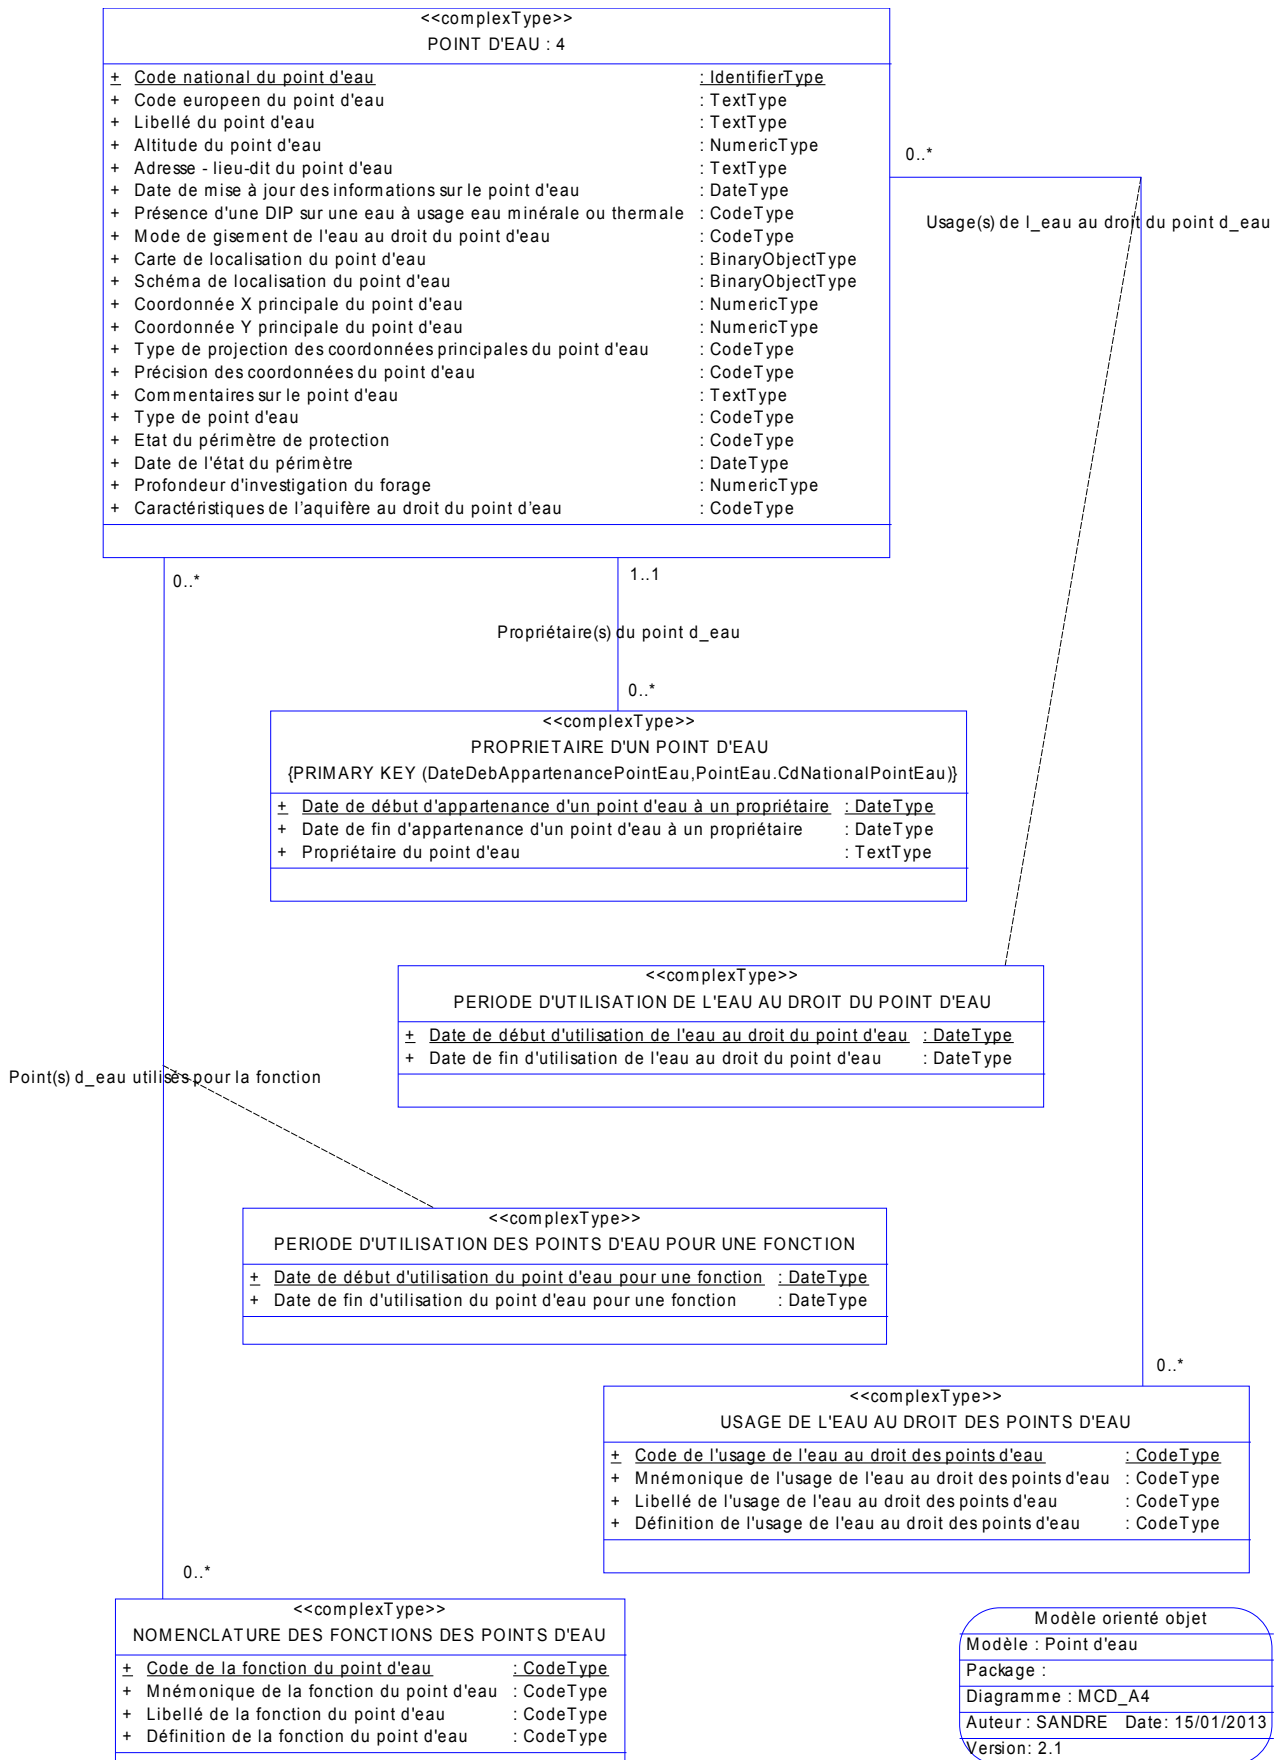 <<complexType>>
POINT D'EAU : 4
+ Code national du point d'eau : IdentifierType
+ Code europeen du point d'eau : TextType
+ Libellé du point d'eau : TextType
+ Altitude du point d'eau : NumericType
+ Adresse - lieu-dit du point d'eau : TextType
+ Date de mise à jour des informations sur le point d'eau : DateType
+ Présence d'une DIP sur une eau à usage eau minérale ou thermale : CodeType
+ Mode de gisement de l'eau au droit du point d'eau : CodeType
+ Carte de localisation du point d'eau : BinaryObjectType
+ Schéma de localisation du point d'eau : BinaryObjectType
+ Coordonnée X principale du point d'eau : NumericType
+ Coordonnée Y principale du point d'eau : NumericType
+ Type de projection des coordonnées principales du point d'eau : CodeType
+ Précision des coordonnées du point d'eau : CodeType
+ Commentaires sur le point d'eau : TextType
+ Type de point d'eau : CodeType
+ Etat du périmètre de protection : CodeType
+ Date de l'état du périmètre : DateType
+ Profondeur d'investigation du forage : NumericType
+ Caractéristiques de l’aquifère au droit du point d’eau : CodeType
0..*
Usage(s) de l_eau au droit du point d_eau
0..*
1..1
Propriétaire(s) du point d_eau
0..*
<<complexType>>
PROPRIETAIRE D'UN POINT D'EAU
{PRIMARY KEY (DateDebAppartenancePointEau,PointEau.CdNationalPointEau)}
+ Date de début d'appartenance d'un point d'eau à un propriétaire : DateType
+ Date de fin d'appartenance d'un point d'eau à un propriétaire : DateType
+ Propriétaire du point d'eau : TextType
<<complexType>>
PERIODE D'UTILISATION DE L'EAU AU DROIT DU POINT D'EAU
+ Date de début d'utilisation de l'eau au droit du point d'eau : DateType
+ Date de fin d'utilisation de l'eau au droit du point d'eau : DateType
Point(s) d_eau utilisés pour la fonction
<<complexType>>
PERIODE D'UTILISATION DES POINTS D'EAU POUR UNE FONCTION
+ Date de début d'utilisation du point d'eau pour une fonction : DateType
+ Date de fin d'utilisation du point d'eau pour une fonction : DateType
0..*
<<complexType>>
USAGE DE L'EAU AU DROIT DES POINTS D'EAU
+ Code de l'usage de l'eau au droit des points d'eau : CodeType
+ Mnémonique de l'usage de l'eau au droit des points d'eau : CodeType
+ Libellé de l'usage de l'eau au droit des points d'eau : CodeType
+ Définition de l'usage de l'eau au droit des points d'eau : CodeType
0..*
<<complexType>>
NOMENCLATURE DES FONCTIONS DES POINTS D'EAU
+ Code de la fonction du point d'eau : CodeType
+ Mnémonique de la fonction du point d'eau : CodeType
+ Libellé de la fonction du point d'eau : CodeType
+ Définition de la fonction du point d'eau : CodeType
Modèle orienté objet
Modèle : Point d'eau
Package :
Diagramme : MCD_A4
Auteur : SANDRE Date: 15/01/2013
Version: 2.1